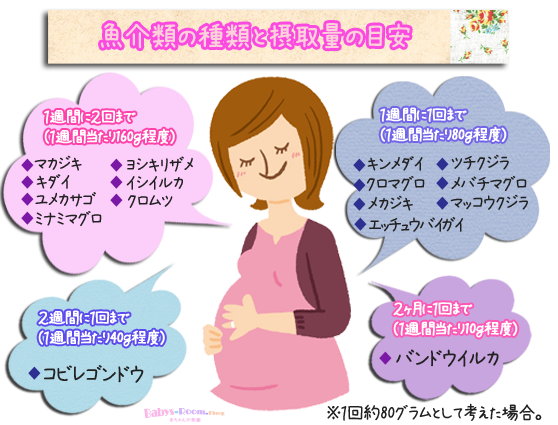 魚介類の種類と摂取量の目安
1週間に2回まで
(1週間当たり160g程度)
◆マカジキ ◆ヨシキリザメ
◆キダイ ◆イシイルカ
◆ユメカサゴ ◆クロムツ
◆ミナミマグロ
1週間に1回まで
(1週間当たり80g程度)
◆キンメダイ ◆ツチクジラ
◆クロマグロ ◆メバチマグロ
◆メカジキ ◆マッコウクジラ
◆エッチュウバイガイ
2週間に1回まで
(1週間当たり40g程度)
◆コビレゴンドウ
2ヶ月に1回まで
(1週間当たり10g程度)
◆バンドウイルカ
Babys-Room.com
赤ちゃんの部屋
※1回約80グラムとして考えた場合。